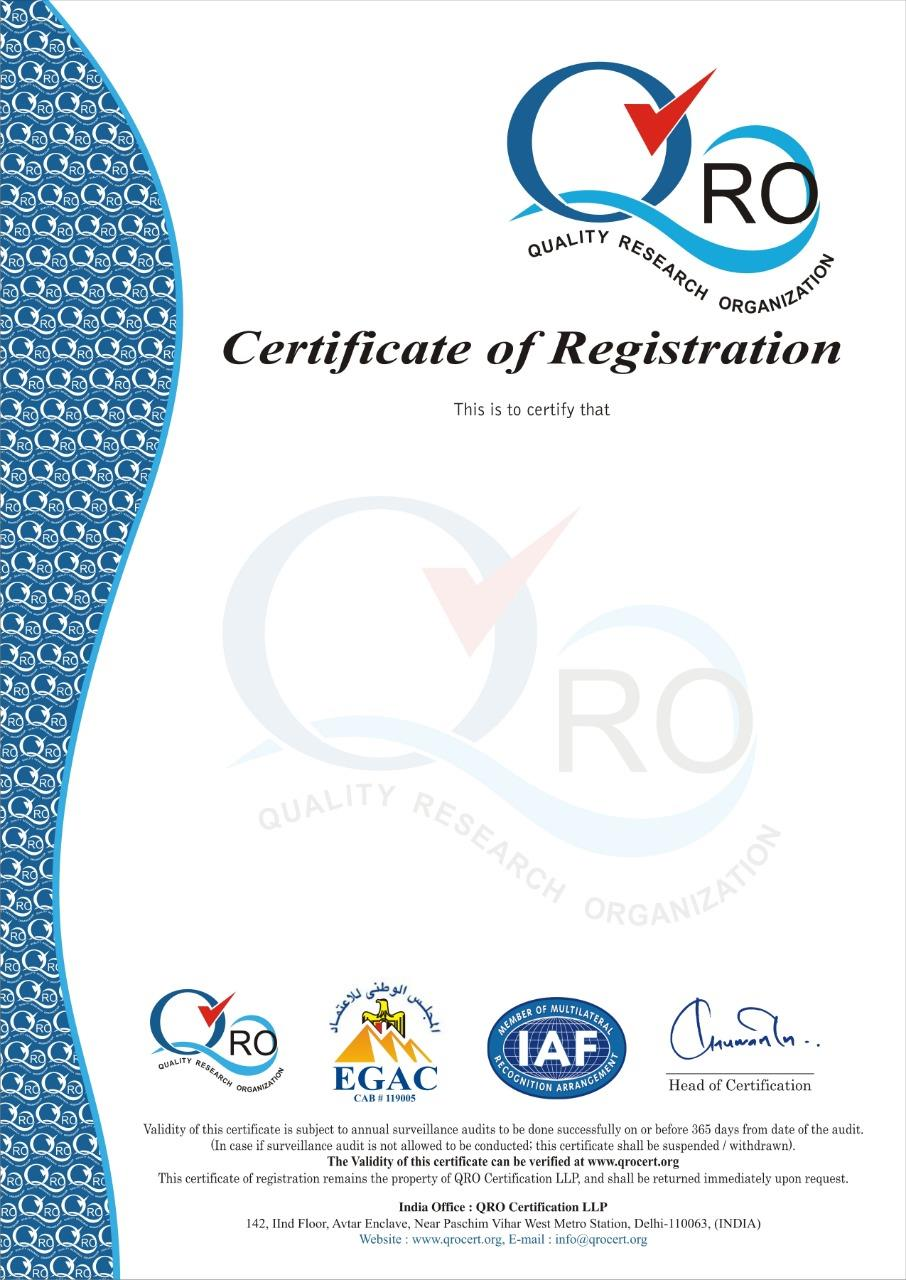 QRO
QUALITY RESEARCH ORGANIZATION
Certificate of Registration
This is to certify that
QRO
QUALITY RESEARCH ORGANIZATION
QRO
QUALITY RESEARCH ORGANIZATION
المجلس الوطنى للاعتماد
EGAC
CAB # 119005
MEMBER OF MULTILATERAL
IAF
RECOGNITION ARRANGEMENT
Head of Certification
Validity of this certificate is subject to annual surveillance audits to be done successfully on or before 365 days from date of the audit.
(In case if surveillance audit is not allowed to be conducted; this certificate shall be suspended / withdrawn).
The Validity of this certificate can be verified at www.qrocert.org
This certificate of registration remains the property of QRO Certification LLP, and shall be returned immediately upon request.
India Office : QRO Certification LLP
142, IInd Floor, Avtar Enclave, Near Paschim Vihar West Metro Station, Delhi-110063, (INDIA)
Website : www.qrocert.org, E-mail : info@qrocert.org